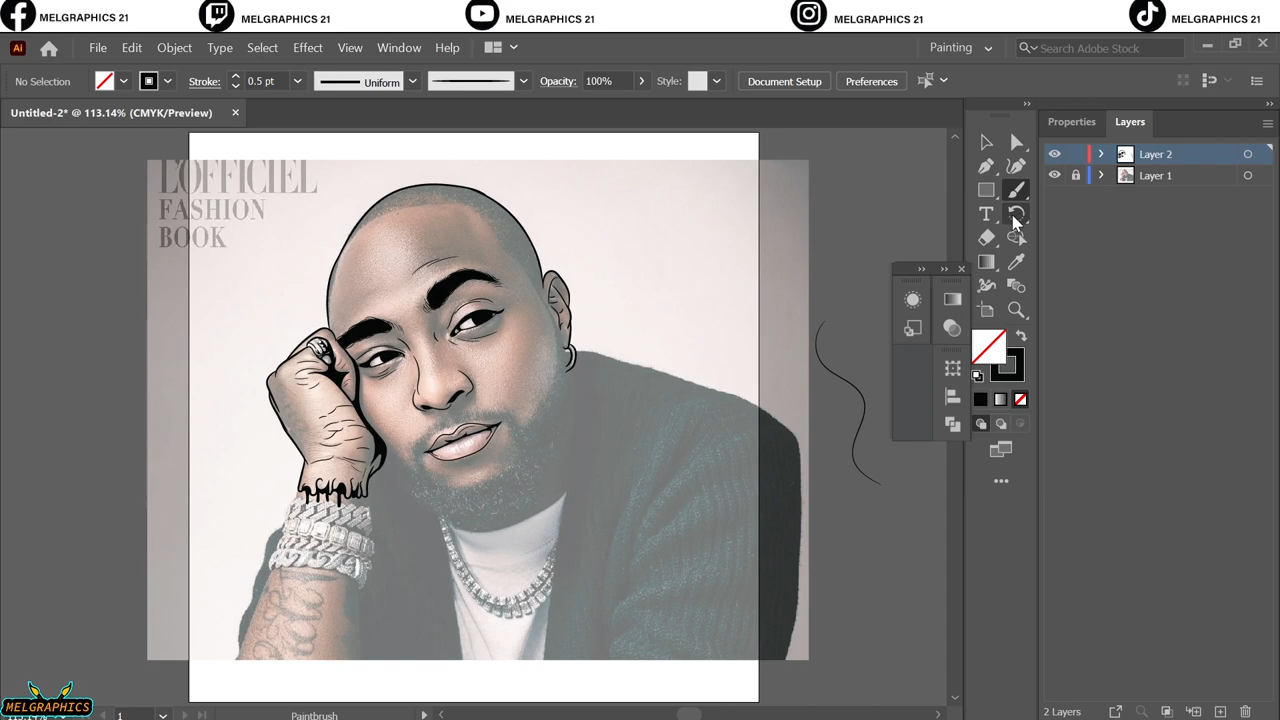 MELGRAPHICS 21 MELGRAPHICS 21 MELGRAPHICS 21 MELGRAPHICS 21 MELGRAPHICS 21
Ai File Edit Object Type Select Effect View Window Help Painting Search Adobe Stock
No Selection Stroke: 0.5 pt Uniform Opacity: 100% Style: Document Setup Preferences
Untitled-2* @ 113.14% (CMYK/Preview)
Properties Layers
Layer 2
Layer 1
L'OFFICIEL
FASHION
BOOK
MELGRAPHICS
1 Paintbrush 2 Layers